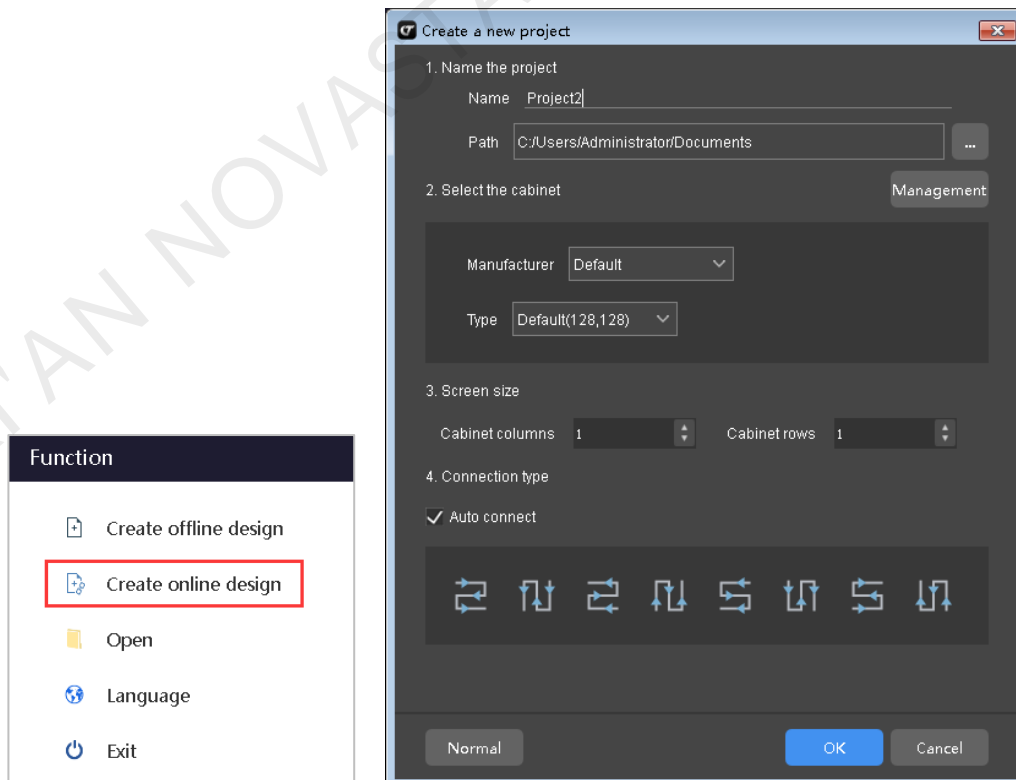 Function
Create offline design
Create online design
Open
Language
Exit
Create a new project
1. Name the project
Name Project2
Path C:/Users/Administrator/Documents ...
2. Select the cabinet Management
Manufacturer Default
Type Default(128,128)
3. Screen size
Cabinet columns 1 Cabinet rows 1
4. Connection type
Auto connect
Normal OK Cancel